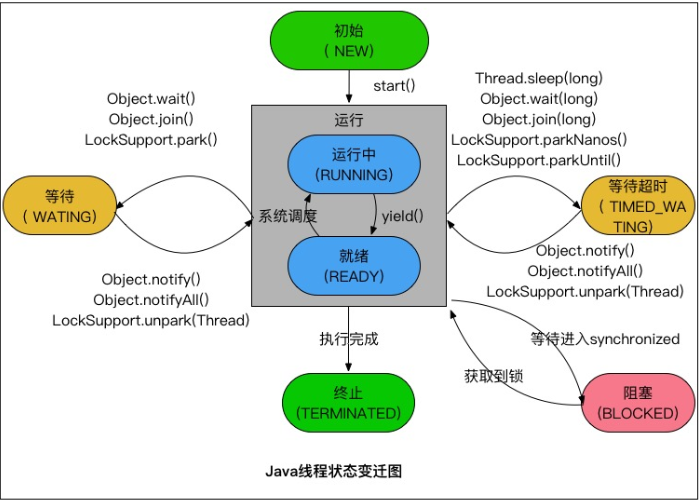 初始
( NEW)
start()
Object.wait()
Object.join()
LockSupport.park()
Thread.sleep(long)
Object.wait(long)
Object.join(long)
LockSupport.parkNanos()
LockSupport.parkUntil()
运行
运行中
(RUNNING)
等待
( WATING)
系统调度
yield()
等待超时
( TIMED_WA
TING)
就绪
(READY)
Object.notify()
Object.notifyAll()
LockSupport.unpark(Thread)
Object.notify()
Object.notifyAll()
LockSupport.unpark(Thread)
执行完成
等待进入synchronized
获取到锁
终止
(TERMINATED)
阻塞
(BLOCKED)
Java线程状态变迁图